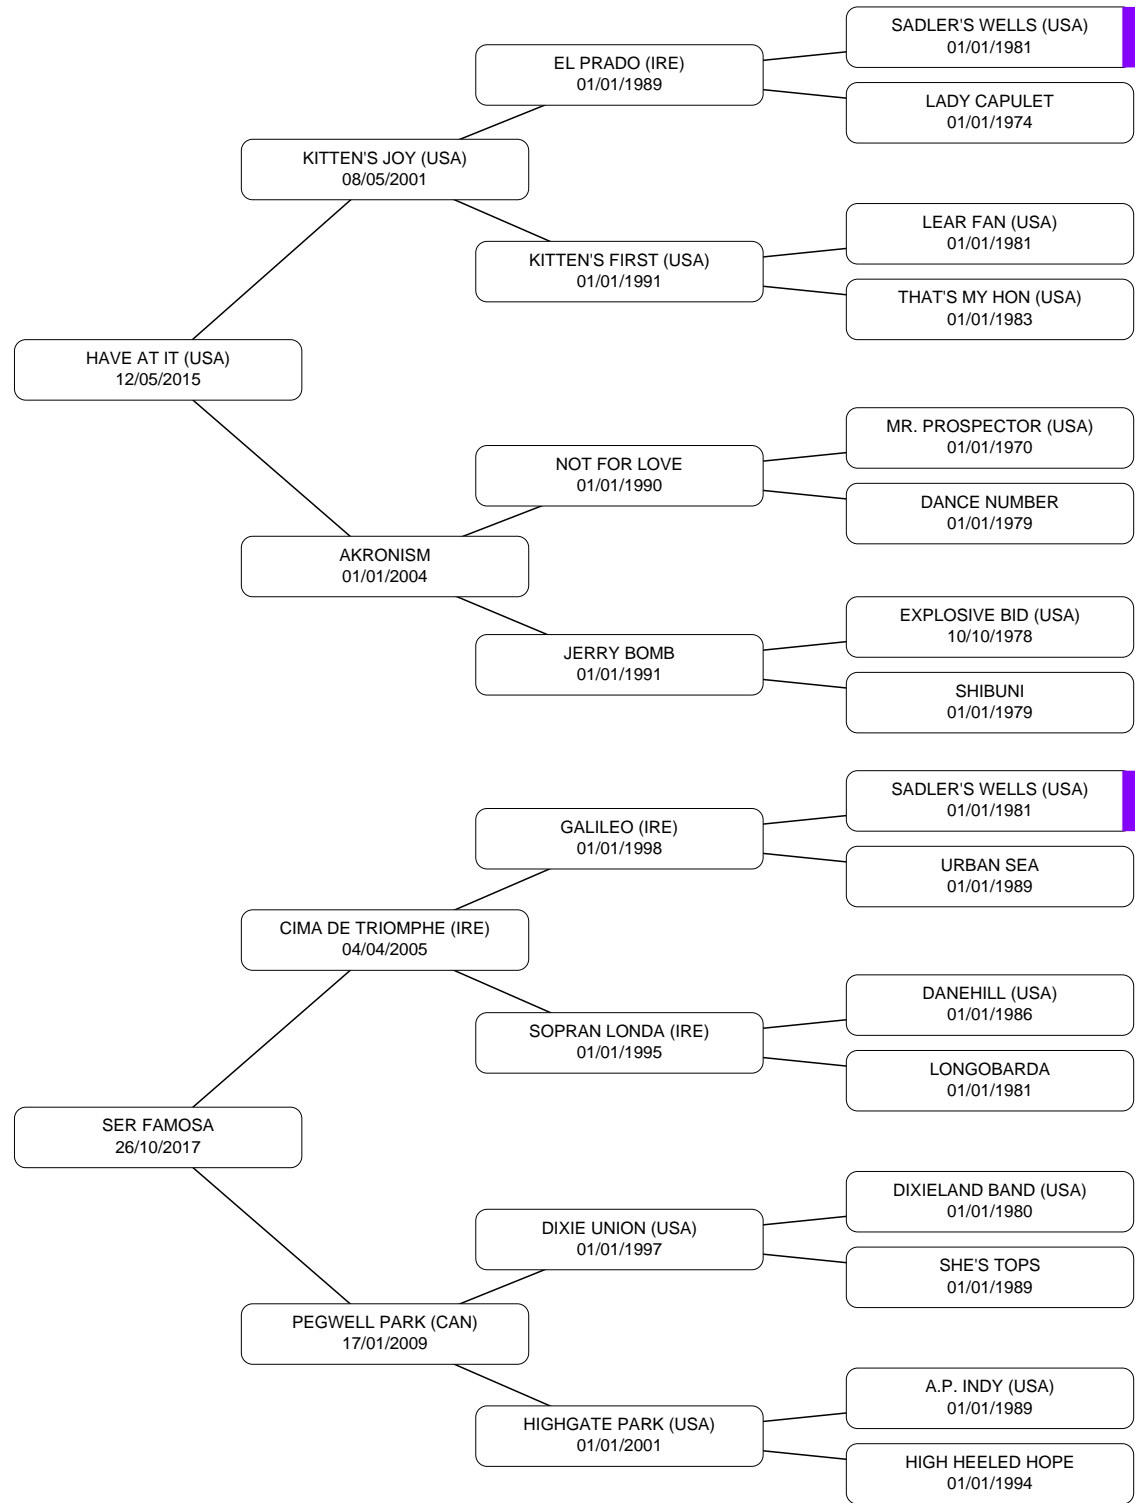 SADLER'S WELLS (USA)
01/01/1981
EL PRADO (IRE)
01/01/1989
LADY CAPULET
01/01/1974
KITTEN'S JOY (USA)
08/05/2001
LEAR FAN (USA)
01/01/1981
KITTEN'S FIRST (USA)
01/01/1991
THAT'S MY HON (USA)
01/01/1983
HAVE AT IT (USA)
12/05/2015
MR. PROSPECTOR (USA)
01/01/1970
NOT FOR LOVE
01/01/1990
DANCE NUMBER
01/01/1979
AKRONISM
01/01/2004
EXPLOSIVE BID (USA)
10/10/1978
JERRY BOMB
01/01/1991
SHIBUNI
01/01/1979
SADLER'S WELLS (USA)
01/01/1981
GALILEO (IRE)
01/01/1998
URBAN SEA
01/01/1989
CIMA DE TRIOMPHE (IRE)
04/04/2005
DANEHILL (USA)
01/01/1986
SOPRAN LONDA (IRE)
01/01/1995
LONGOBARDA
01/01/1981
SER FAMOSA
26/10/2017
DIXIELAND BAND (USA)
01/01/1980
DIXIE UNION (USA)
01/01/1997
SHE'S TOPS
01/01/1989
PEGWELL PARK (CAN)
17/01/2009
A.P. INDY (USA)
01/01/1989
HIGHGATE PARK (USA)
01/01/2001
HIGH HEELED HOPE
01/01/1994